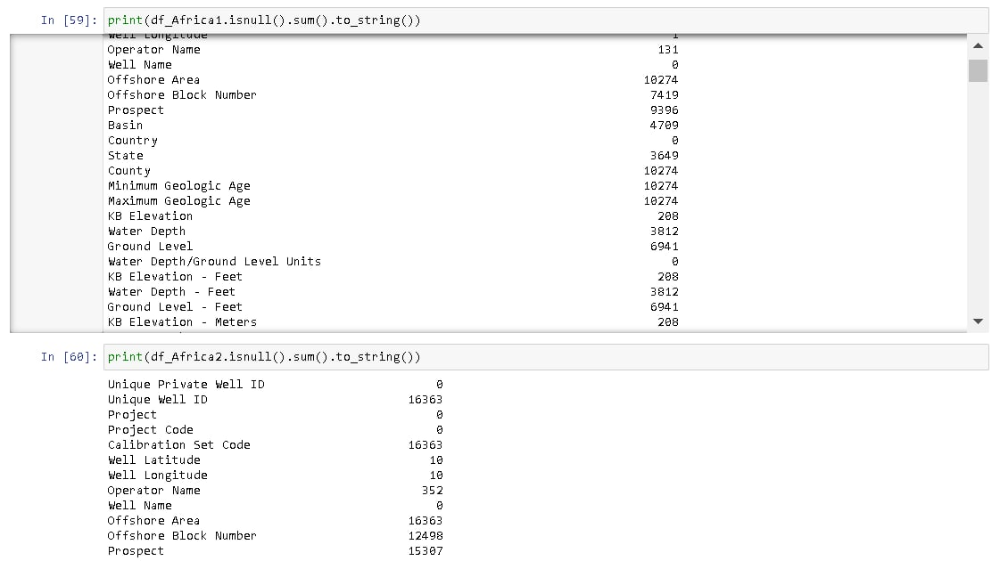 In [59]: print(df_Africa1.isnull().sum().to_string())
Well Longitude 1
Operator Name 131
Well Name 0
Offshore Area 10274
Offshore Block Number 7419
Prospect 9396
Basin 4709
Country 0
State 3649
County 10274
Minimum Geologic Age 10274
Maximum Geologic Age 10274
KB Elevation 208
Water Depth 3812
Ground Level 6941
Water Depth/Ground Level Units 0
KB Elevation - Feet 208
Water Depth - Feet 3812
Ground Level - Feet 6941
KB Elevation - Meters 208
In [60]: print(df_Africa2.isnull().sum().to_string())
Unique Private Well ID 0
Unique Well ID 16363
Project 0
Project Code 0
Calibration Set Code 16363
Well Latitude 10
Well Longitude 10
Operator Name 352
Well Name 0
Offshore Area 16363
Offshore Block Number 12498
Prospect 15307